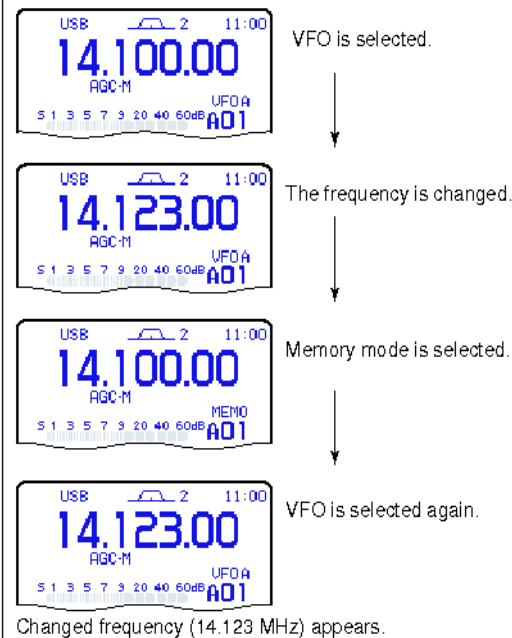 USB 2 11:00
14.100.00
AGC-M
VFO A
S 1 3 5 7 9 20 40 60dB A01
VFO is selected.
USB 2 11:00
14.123.00
AGC-M
VFO A
S 1 3 5 7 9 20 40 60dB A01
The frequency is changed.
USB 2 11:00
14.100.00
AGC-M
MEMO
S 1 3 5 7 9 20 40 60dB A01
Memory mode is selected.
USB 2 11:00
14.123.00
AGC-M
VFO A
S 1 3 5 7 9 20 40 60dB A01
VFO is selected again.
Changed frequency (14.123 MHz) appears.